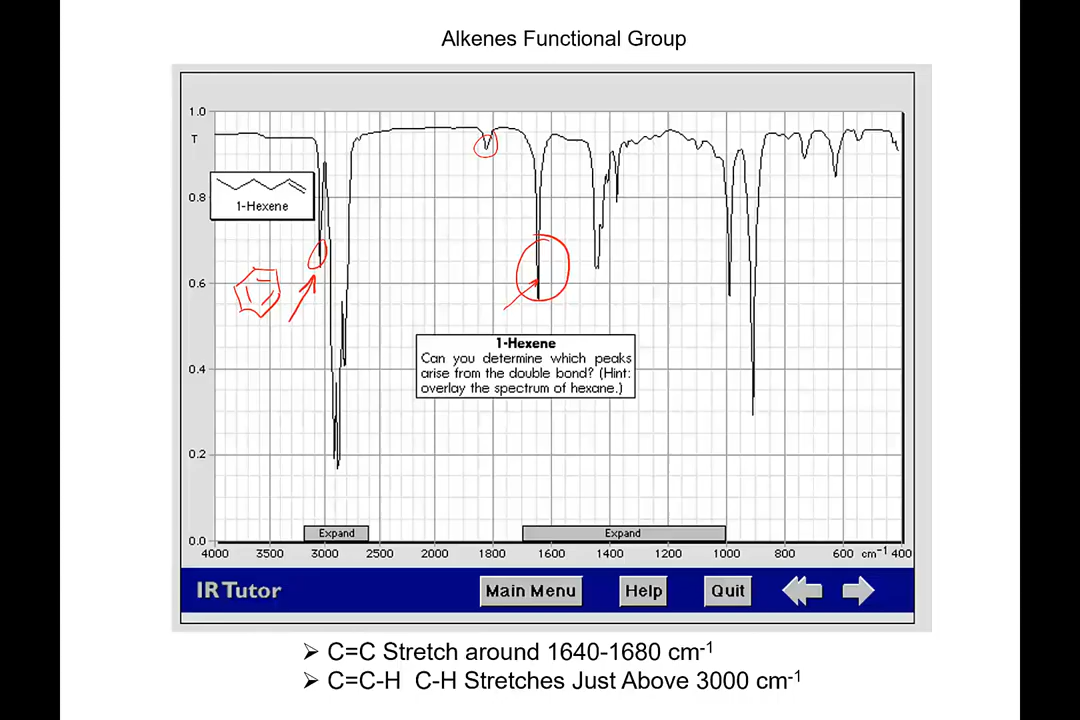 Alkenes Functional Group
1.0
T
0.8
0.6
0.4
0.2
0.0
1-Hexene
1-Hexene
Can you determine which peaks
arise from the double bond? (Hint:
overlay the spectrum of hexane.)
Expand
Expand
4000 3500 3000 2500 2000 1800 1600 1400 1200 1000 800 600 cm-1 400
IR Tutor Main Menu Help Quit
➢ C=C Stretch around 1640-1680 cm-1
➢ C=C-H C-H Stretches Just Above 3000 cm-1